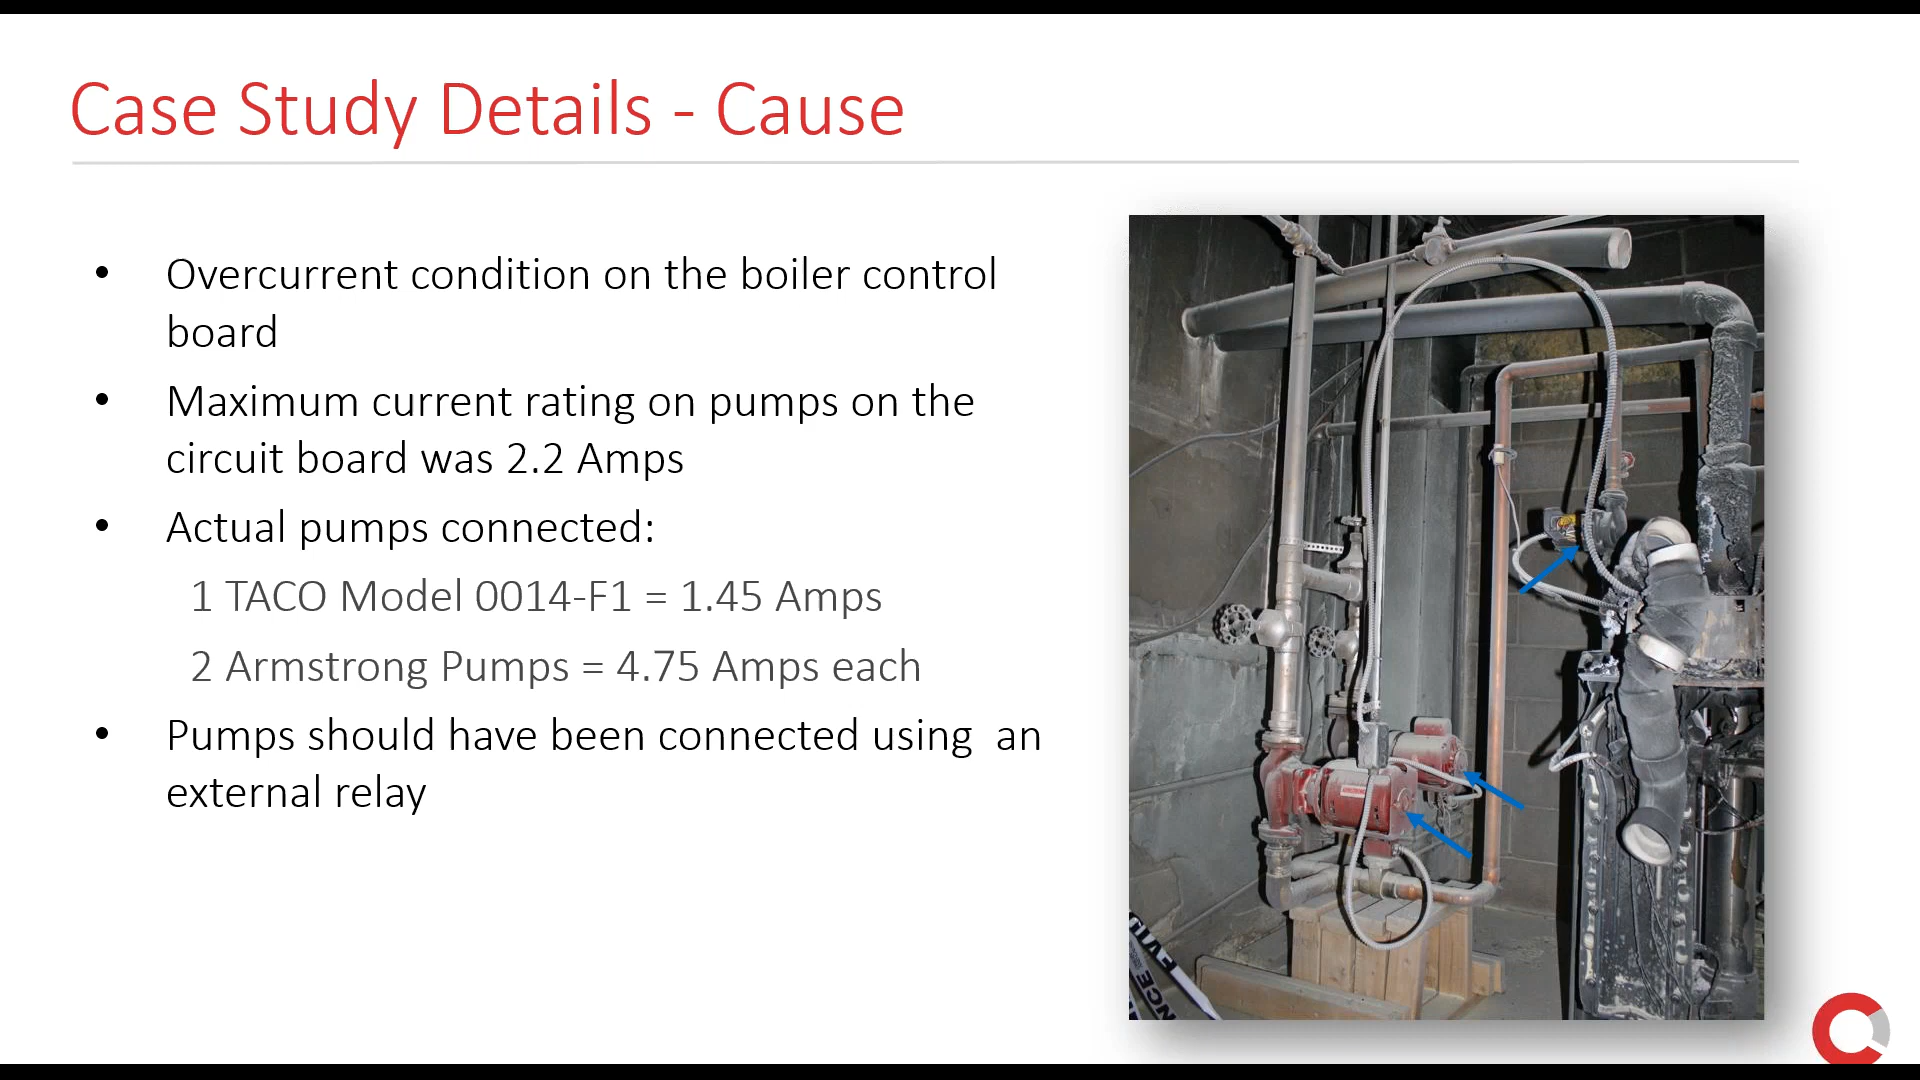 Case Study Details - Cause
• Overcurrent condition on the boiler control
board
• Maximum current rating on pumps on the
circuit board was 2.2 Amps
• Actual pumps connected:
1 TACO Model 0014-F1 = 1.45 Amps
2 Armstrong Pumps = 4.75 Amps each
• Pumps should have been connected using  an
external relay